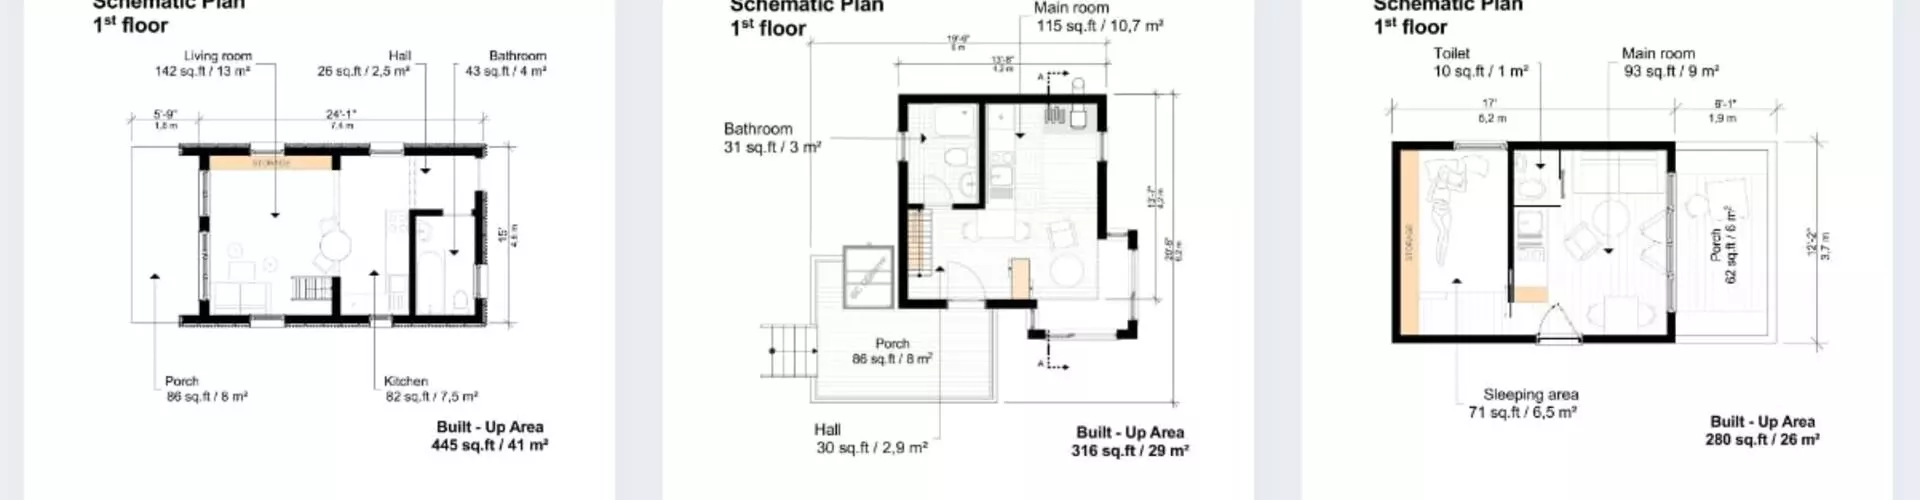 Schematic Plan
1st floor
Living room
142 sq.ft / 13 m²
Hall
26 sq.ft / 2,5 m²
Bathroom
43 sq.ft / 4 m²
5'-9"
1,8 m
24'-1"
7,4 m
STORAGE
15'
4,6 m
Porch
86 sq.ft / 8 m²
Kitchen
82 sq.ft / 7,5 m²
Built - Up Area
445 sq.ft / 41 m²
Schematic Plan
1st floor
Main room
115 sq.ft / 10,7 m²
19'-8"
6 m
13'-8"
4,2 m
A
Bathroom
31 sq.ft / 3 m²
13'-7"
4,2 m
20'-6"
6,2 m
Porch
86 sq.ft / 8 m²
A
Hall
30 sq.ft / 2,9 m²
Built - Up Area
316 sq.ft / 29 m²
Schematic Plan
1st floor
Toilet
10 sq.ft / 1 m²
Main room
93 sq.ft / 9 m²
17'
5,2 m
6'-1"
1,9 m
STORAGE
Porch
62 sq.ft / 6 m²
12'-2"
3,7 m
Sleeping area
71 sq.ft / 6,5 m²
Built - Up Area
280 sq.ft / 26 m²